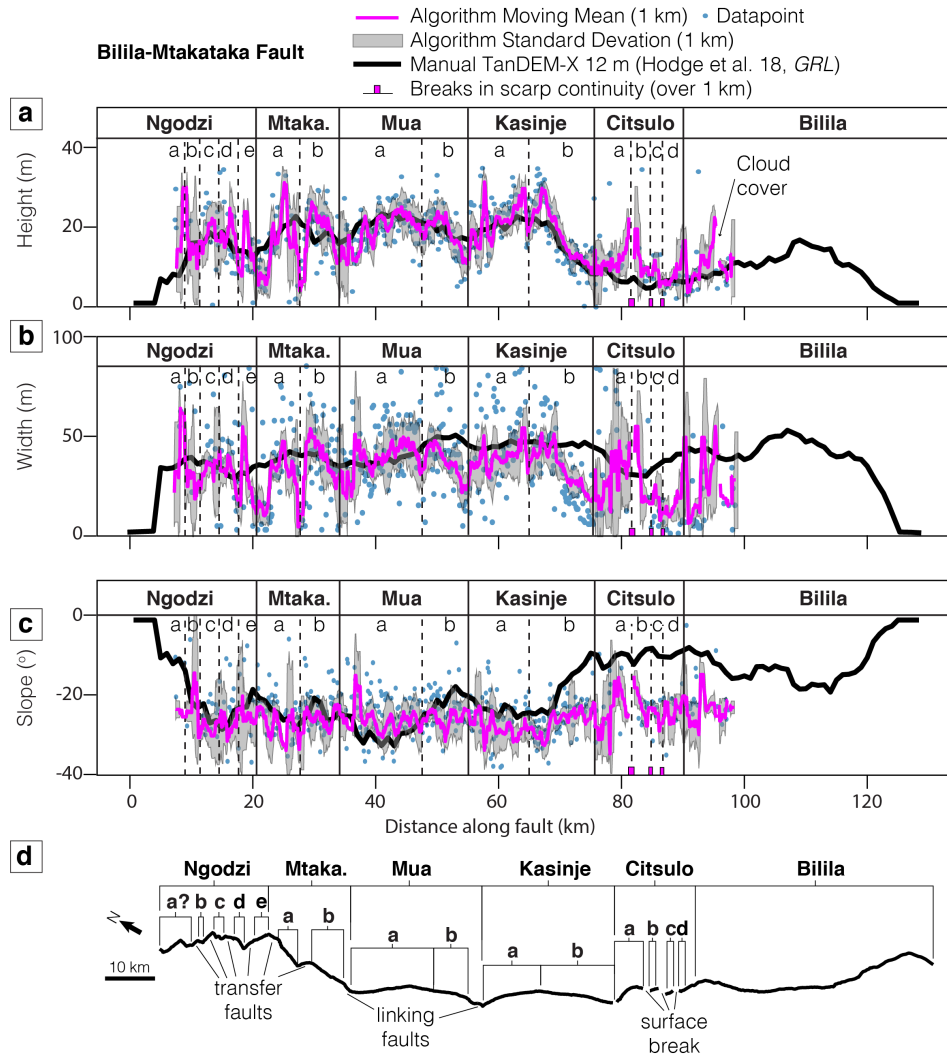 Algorithm Moving Mean (1 km) Datapoint
Bilila-Mtakataka Fault
Algorithm Standard Devation (1 km)
Manual TanDEM-X 12 m (Hodge et al. 18, GRL)
Breaks in scarp continuity (over 1 km)
a
Ngodzi Mtaka. Mua Kasinje Citsulo Bilila
a b c d e a b a b a b a b c d
Height (m)
40
20
0
Cloud
cover
b
100
Ngodzi Mtaka. Mua Kasinje Citsulo Bilila
a b c d e a b a b a b a b c d
Width (m)
50
0
c
Ngodzi Mtaka. Mua Kasinje Citsulo Bilila
0
a b c d e a b a b a b a b c d
Slope (º)
-20
-40
0 20 40 60 80 100 120
Distance along fault (km)
d
Ngodzi Mtaka. Mua Kasinje Citsulo Bilila
a? b c d e a b a b a b a b c d
N
10 km
transfer
faults
linking
faults
surface
break